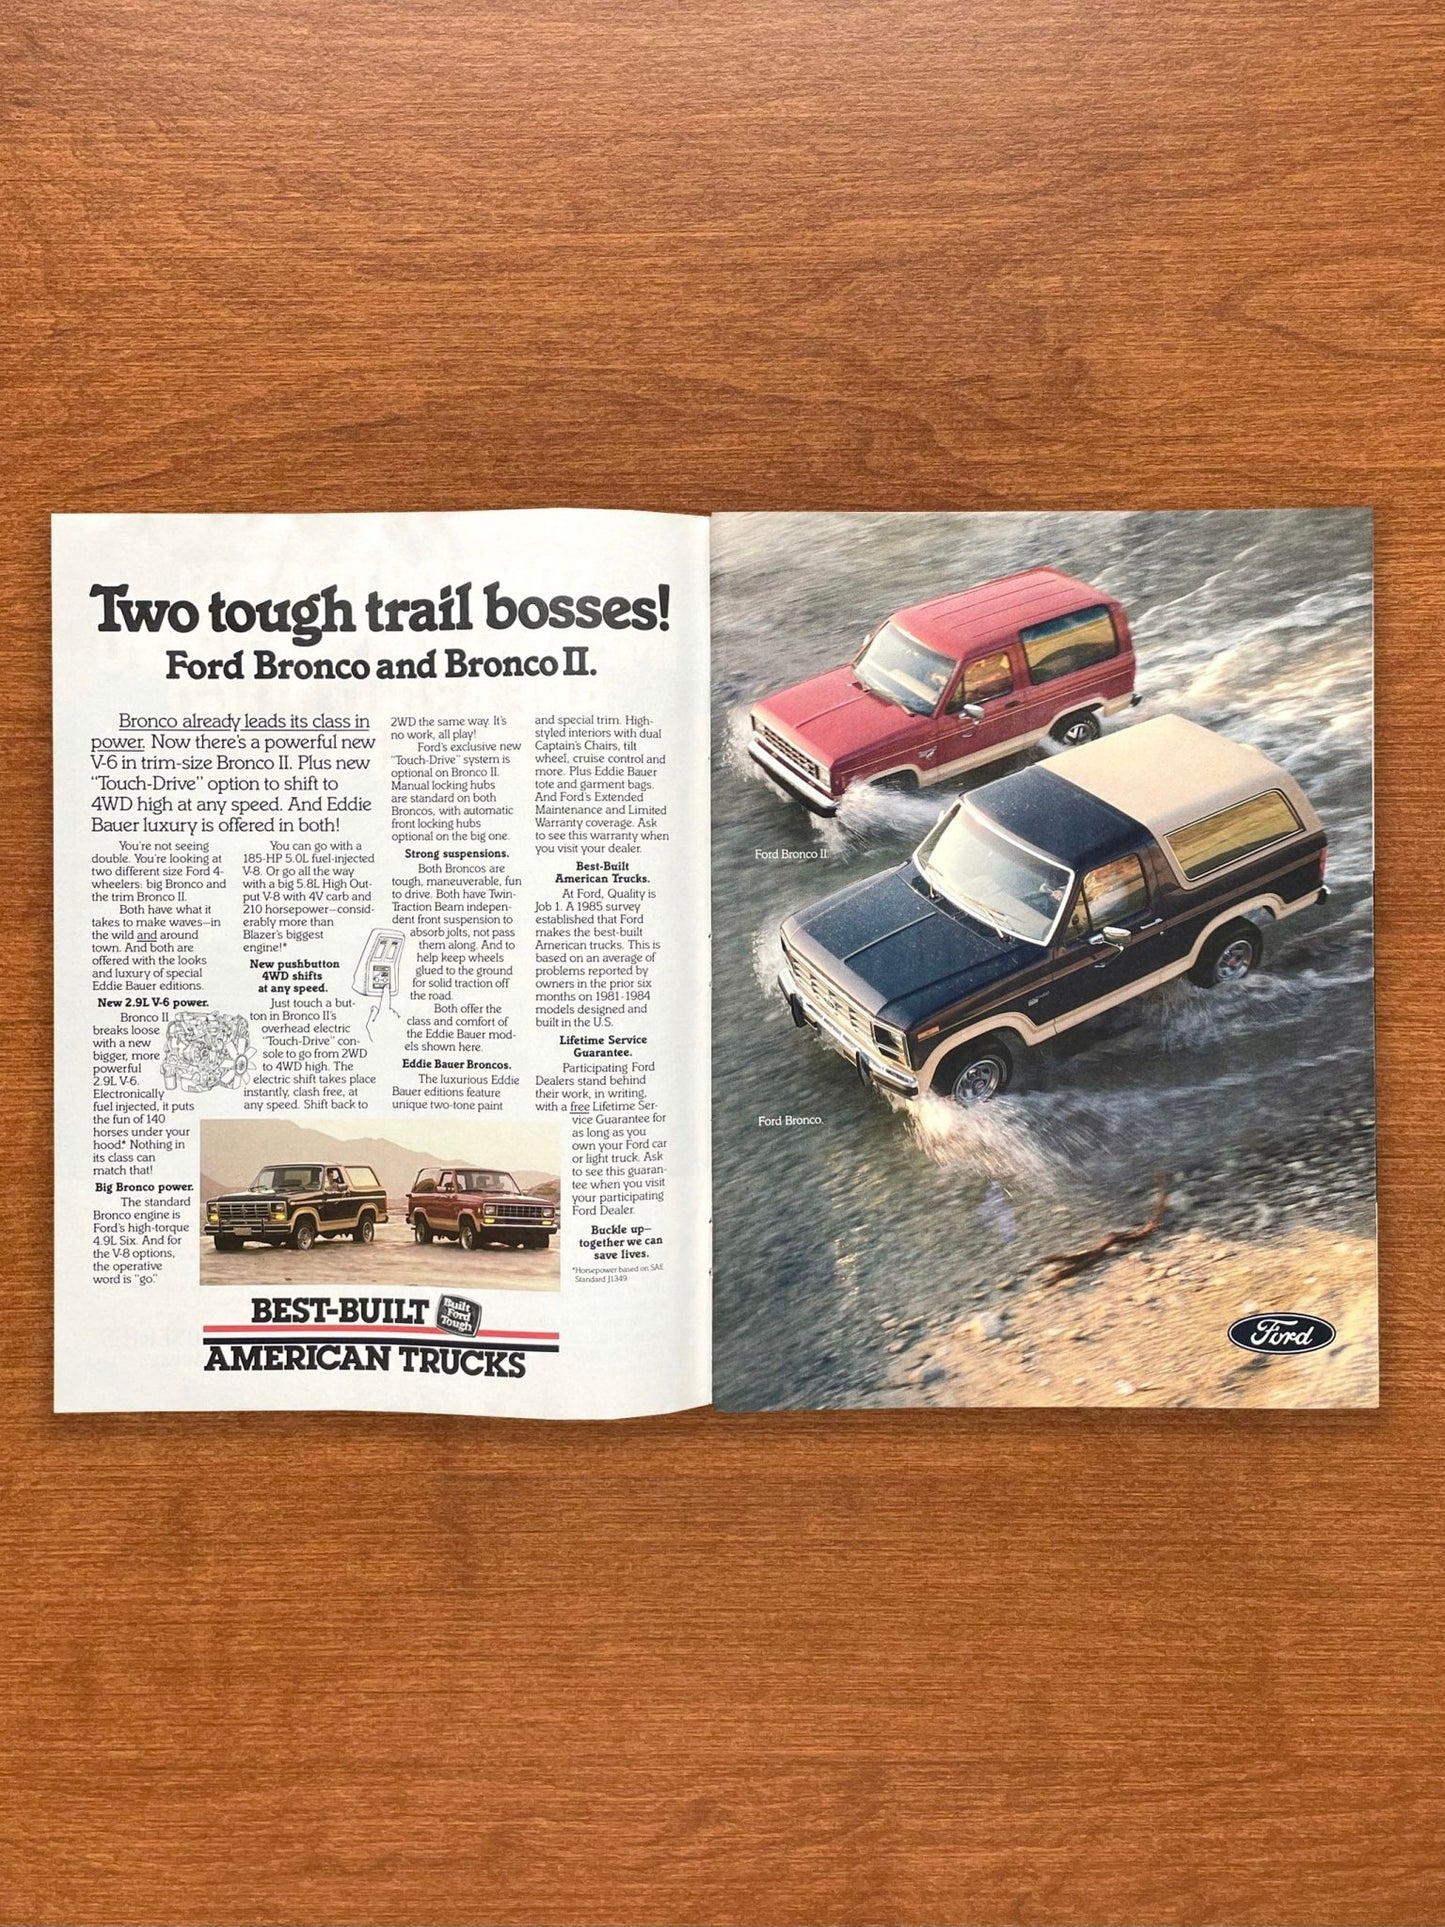 Two tough trail bosses!
Ford Bronco and Bronco II.
Bronco already leads its class in
power. Now there's a powerful new
V-6 in trim-size Bronco II. Plus new
"Touch-Drive" option to shift to
4WD high at any speed. And Eddie
Bauer luxury is offered in both!
You're not seeing
double. You're looking at
two different size Ford 4-
wheelers: big Bronco and
the trim Bronco II.
Both have what it
takes to make waves—in
the wild and around
town. And both are
offered with the looks
and luxury of special
Eddie Bauer editions.
New 2.9L V-6 power.
Bronco II
breaks loose
with a new
bigger, more
powerful
2.9L V-6.
Electronically
fuel injected, it puts
the fun of 140
horses under your
hood.* Nothing in
its class can
match that!
Big Bronco power.
The standard
Bronco engine is
Ford's high-torque
4.9L Six. And for
the V-8 options,
the operative
word is "go."
You can go with a
185-HP 5.0L fuel-injected
V-8. Or go all the way
with a big 5.8L High Out-
put V-8 with 4V carb and
210 horsepower—consid-
erably more than
Blazer's biggest
engine!*
New pushbutton
4WD shifts
at any speed.
Just touch a but-
ton in Bronco II's
overhead electric
"Touch-Drive" con-
sole to go from 2WD
to 4WD high. The
electric shift takes place
instantly, clash free, at
any speed. Shift back to
2WD the same way. It's
no work, all play!
Ford's exclusive new
"Touch-Drive" system is
optional on Bronco II.
Manual locking hubs
are standard on both
Broncos, with automatic
front locking hubs
optional on the big one.
Strong suspensions.
Both Broncos are
tough, maneuverable, fun
to drive. Both have Twin-
Traction Beam indepen-
dent front suspension to
absorb jolts, not pass
them along. And to
help keep wheels
glued to the ground
for solid traction off
the road.
Both offer the
class and comfort of
the Eddie Bauer mod-
els shown here.
Eddie Bauer Broncos.
The luxurious Eddie
Bauer editions feature
unique two-tone paint
and special trim. High-
styled interiors with dual
Captain's Chairs, tilt
wheel, cruise control and
more. Plus Eddie Bauer
tote and garment bags.
And Ford's Extended
Maintenance and Limited
Warranty coverage. Ask
to see this warranty when
you visit your dealer.
Best-Built
American Trucks.
At Ford, Quality is
Job 1. A 1985 survey
established that Ford
makes the best-built
American trucks. This is
based on an average of
problems reported by
owners in the prior six
months on 1981-1984
models designed and
built in the U.S.
Lifetime Service
Guarantee.
Participating Ford
Dealers stand behind
their work, in writing,
with a free Lifetime Ser-
vice Guarantee for
as long as you
own your Ford car
or light truck. Ask
to see this guaran-
tee when you visit
your participating
Ford Dealer.
Buckle up—
together we can
save lives.
*Horsepower based on SAE
Standard J1349.
BEST-BUILT
Built
Ford
Tough
AMERICAN TRUCKS
Ford Bronco II.
Ford Bronco.
Ford